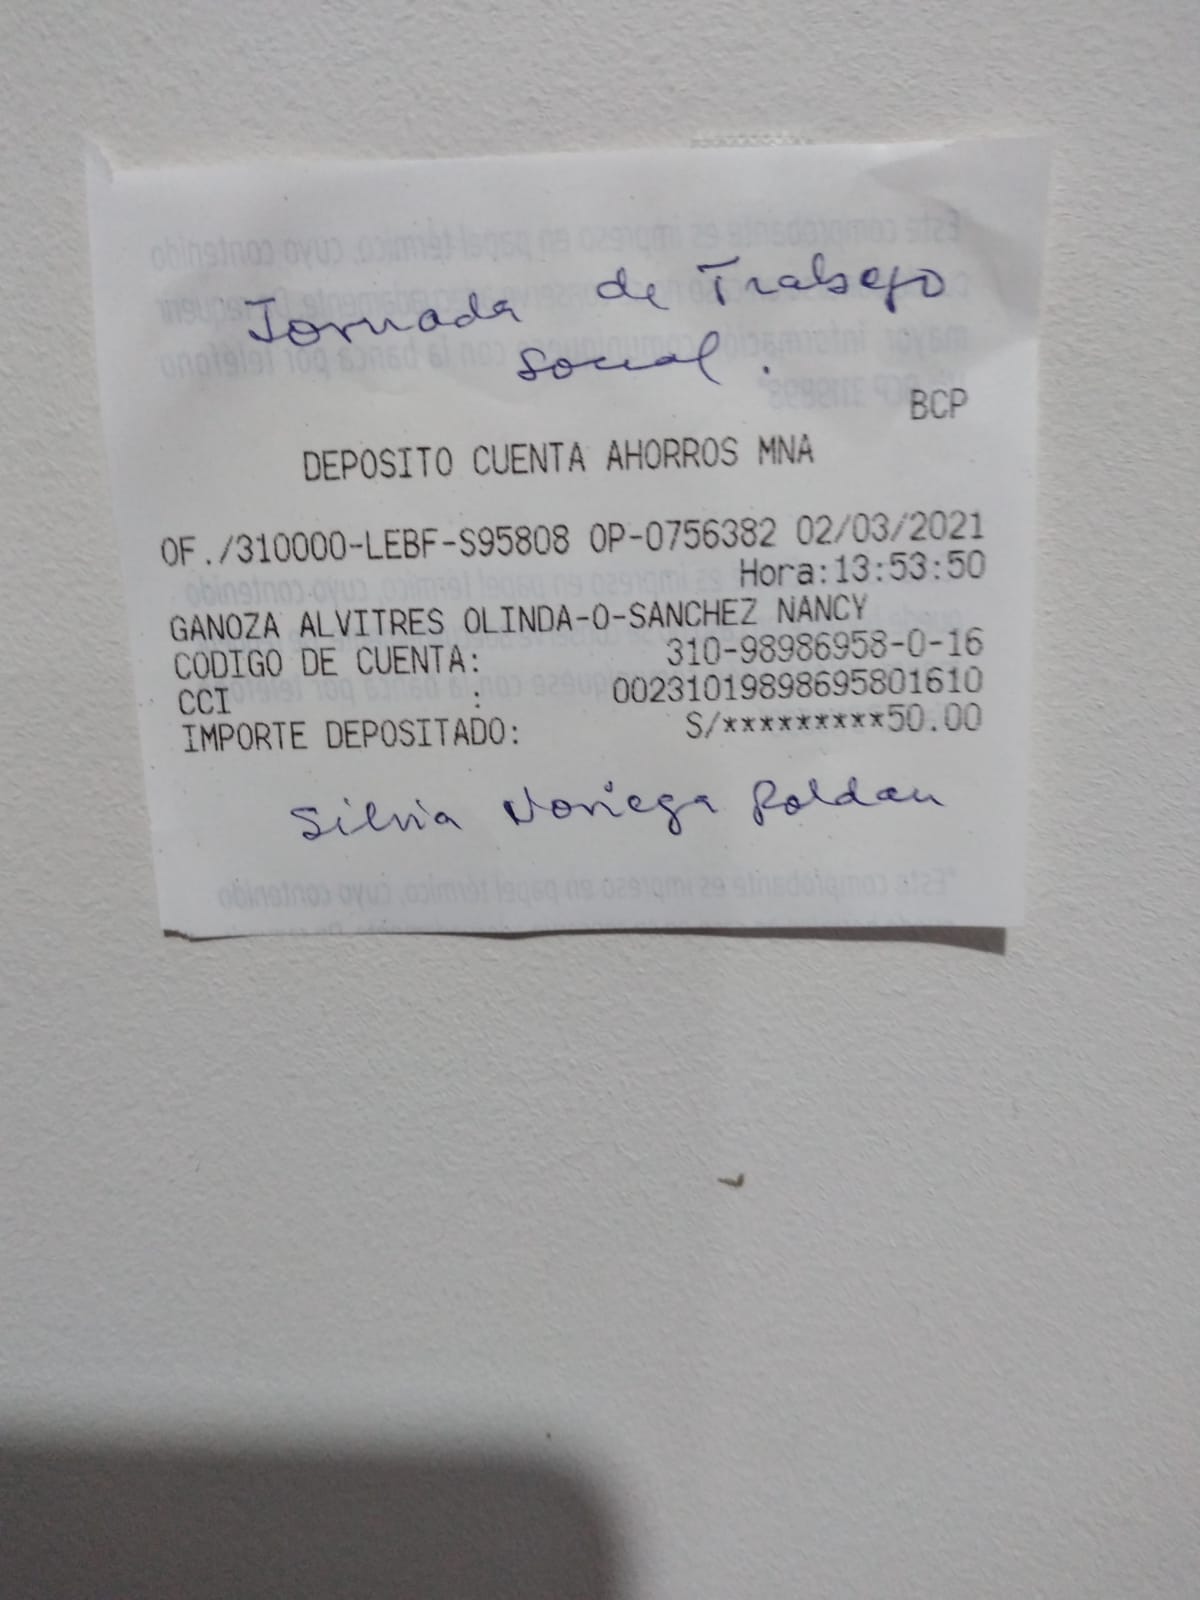 Jornada de Trabajo
social.
BCP
DEPOSITO CUENTA AHORROS MNA
OF./310000-LEBF-S95808 OP-0756382 02/03/2021
Hora:13:53:50
GANOZA ALVITRES OLINDA-O-SANCHEZ NANCY
CODIGO DE CUENTA: 310-98986958-0-16
CCI : 00231019898695801610
IMPORTE DEPOSITADO: S/*********50.00
Silvia Noriega Roldan